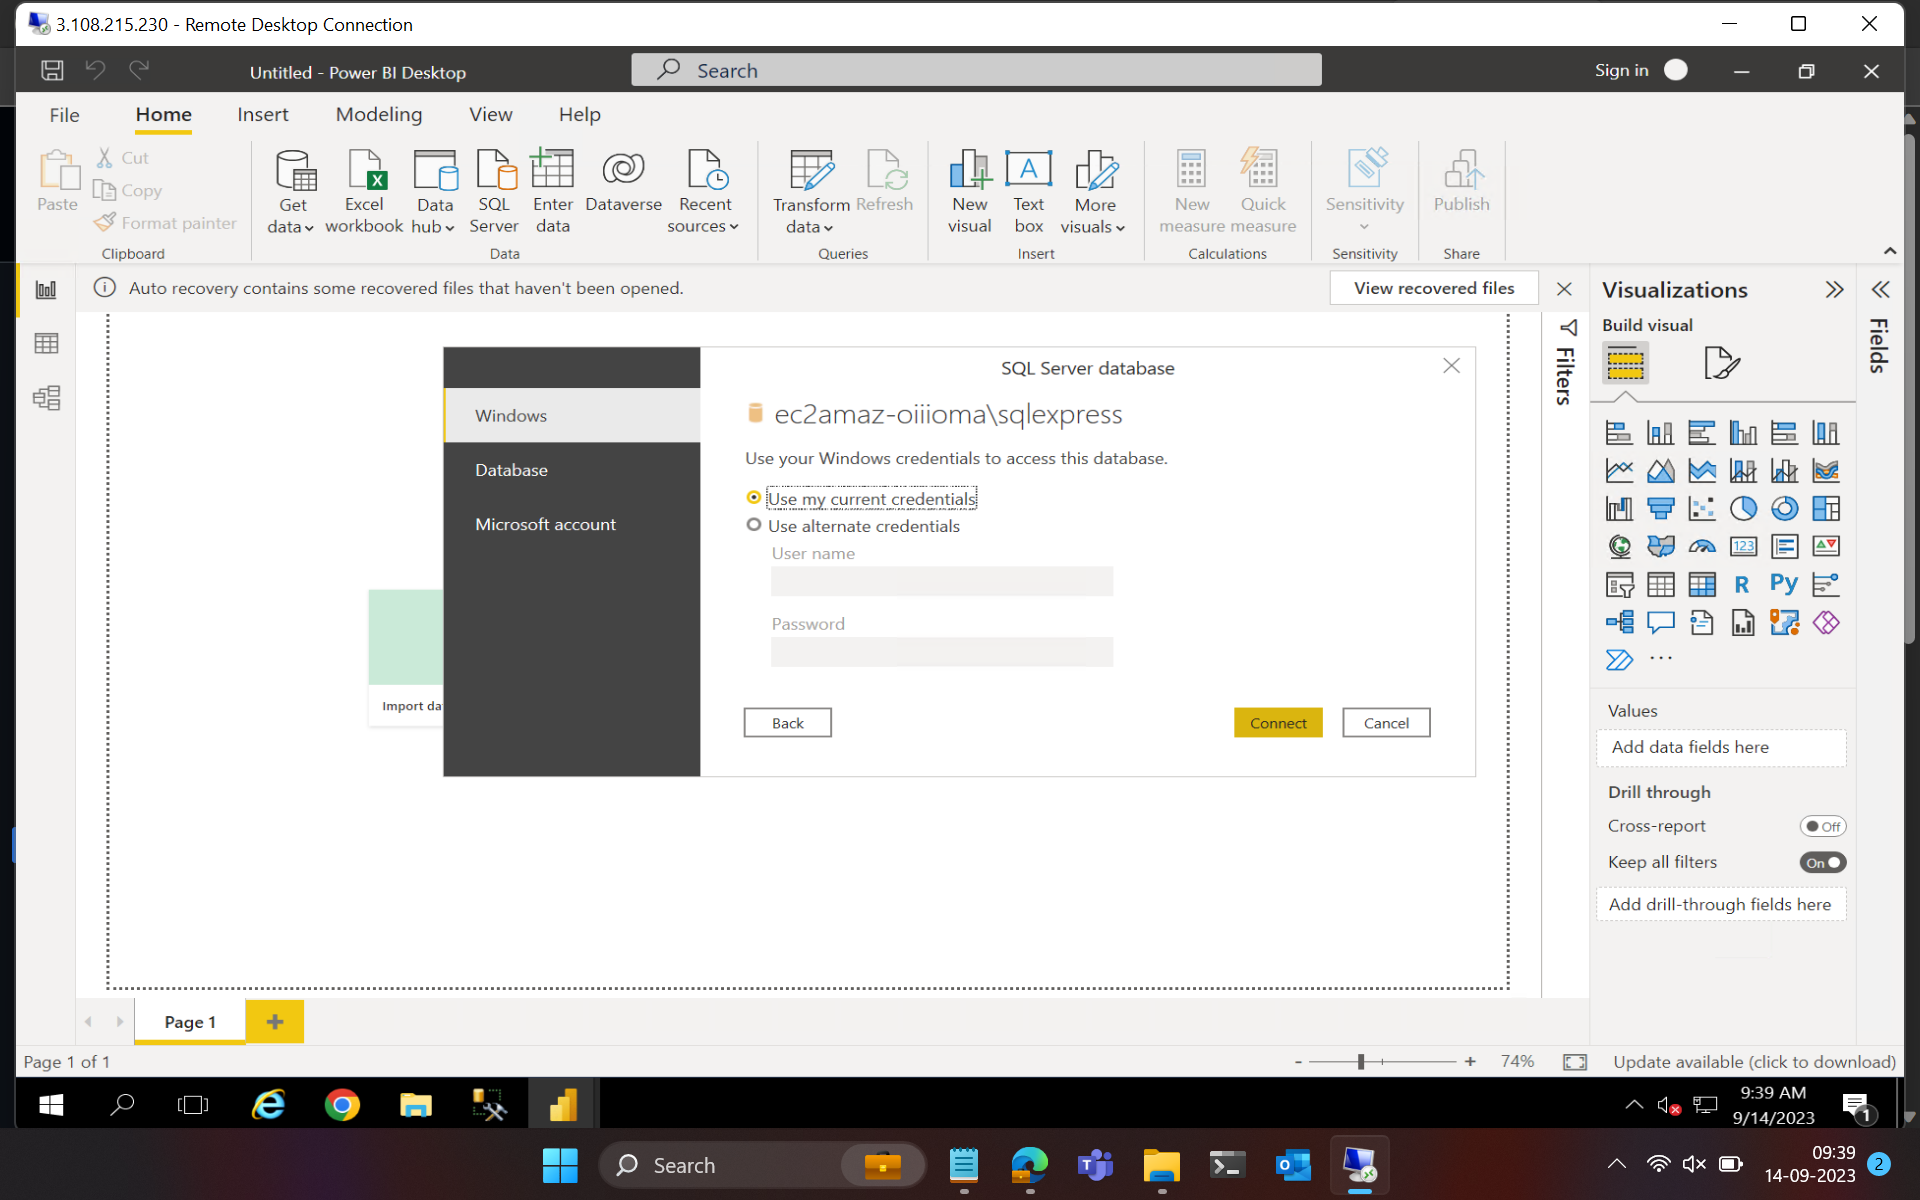 3.108.215.230 - Remote Desktop Connection
Untitled - Power BI Desktop
Search
Sign in
File
Home
Insert
Modeling
View
Help
Paste
Cut
Copy
Format painter
Clipboard
Get data
Excel workbook
Data hub
SQL Server
Enter data
Dataverse
Recent sources
Data
Transform data
Refresh
Queries
New visual
Text box
More visuals
Insert
New measure
Quick measure
Calculations
Sensitivity
Sensitivity
Publish
Share
Auto recovery contains some recovered files that haven't been opened.
View recovered files
Filters
Visualizations
Fields
Build visual
SQL Server database
Windows
Database
Microsoft account
ec2amaz-oiiioma\sqlexpress
Use your Windows credentials to access this database.
Use my current credentials
Use alternate credentials
User name
Password
Back
Connect
Cancel
Import da
123
R
Py
Values
Add data fields here
Drill through
Cross-report
Off
Keep all filters
On
Add drill-through fields here
Page 1
Page 1 of 1
- + 74%
Update available (click to download)
9:39 AM
9/14/2023
1
Search
09:39
14-09-2023
2